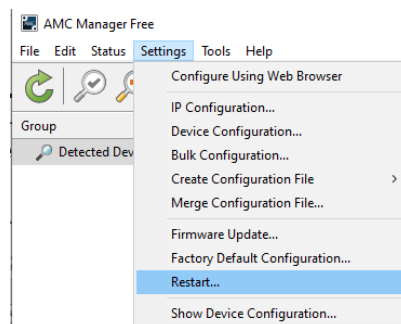 AMC Manager Free
File Edit Status Settings Tools Help
Configure Using Web Browser
IP Configuration...
Group
Device Configuration...
Detected Dev
Bulk Configuration...
Create Configuration File >
Merge Configuration File...
Firmware Update...
Factory Default Configuration...
Restart...
Show Device Configuration...